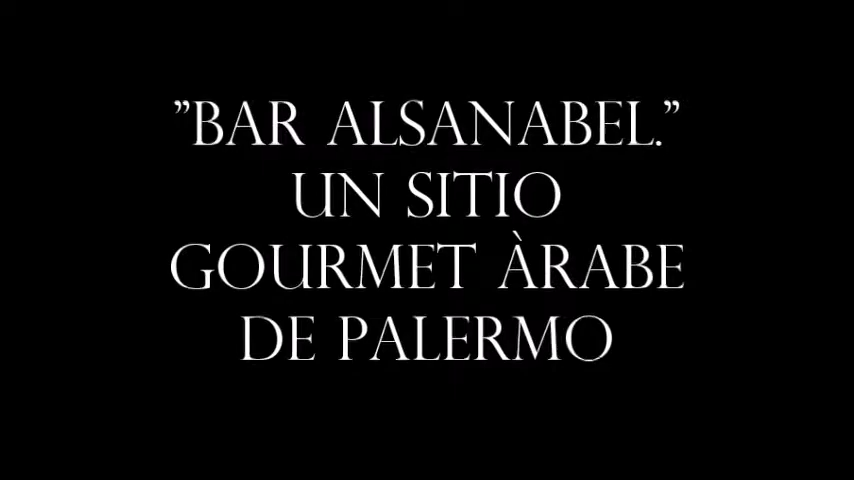 "BAR ALSANABEL."
UN SITIO
GOURMET ÀRABE
DE PALERMO